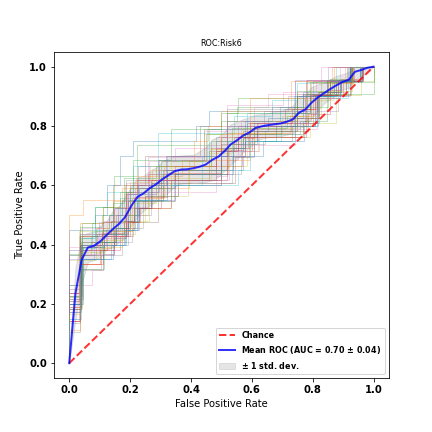 ROC:Risk6
True Positive Rate
1.0
0.8
0.6
0.4
0.2
0.0
Chance
Mean ROC (AUC = 0.70 ± 0.04)
± 1 std. dev.
0.0 0.2 0.4 0.6 0.8 1.0
False Positive Rate